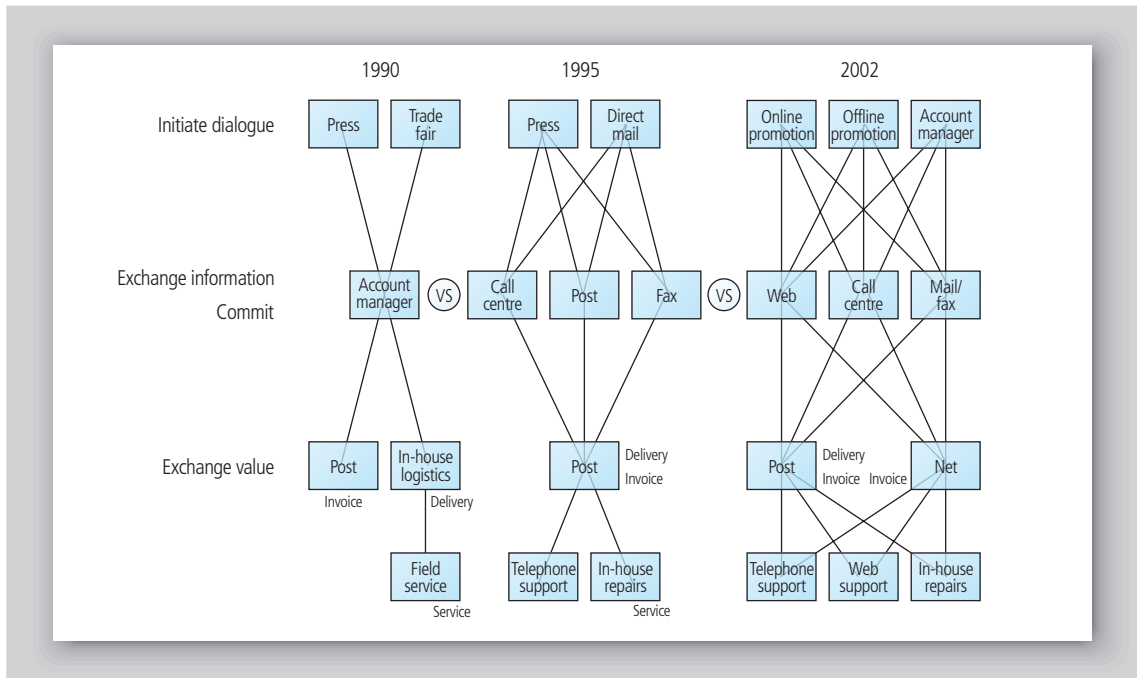 1990
1995
2002
Initiate dialogue
Press
Trade
fair
Press
Direct
mail
Online
promotion
Offline
promotion
Account
manager
Exchange information
Commit
Account
manager
VS
Call
centre
Post
Fax
VS
Web
Call
centre
Mail/
fax
Exchange value
Post
Invoice
In-house
logistics
Delivery
Post
Delivery
Invoice
Post
Delivery
Invoice
Invoice
Net
Field
service
Service
Telephone
support
In-house
repairs
Service
Telephone
support
Web
support
In-house
repairs